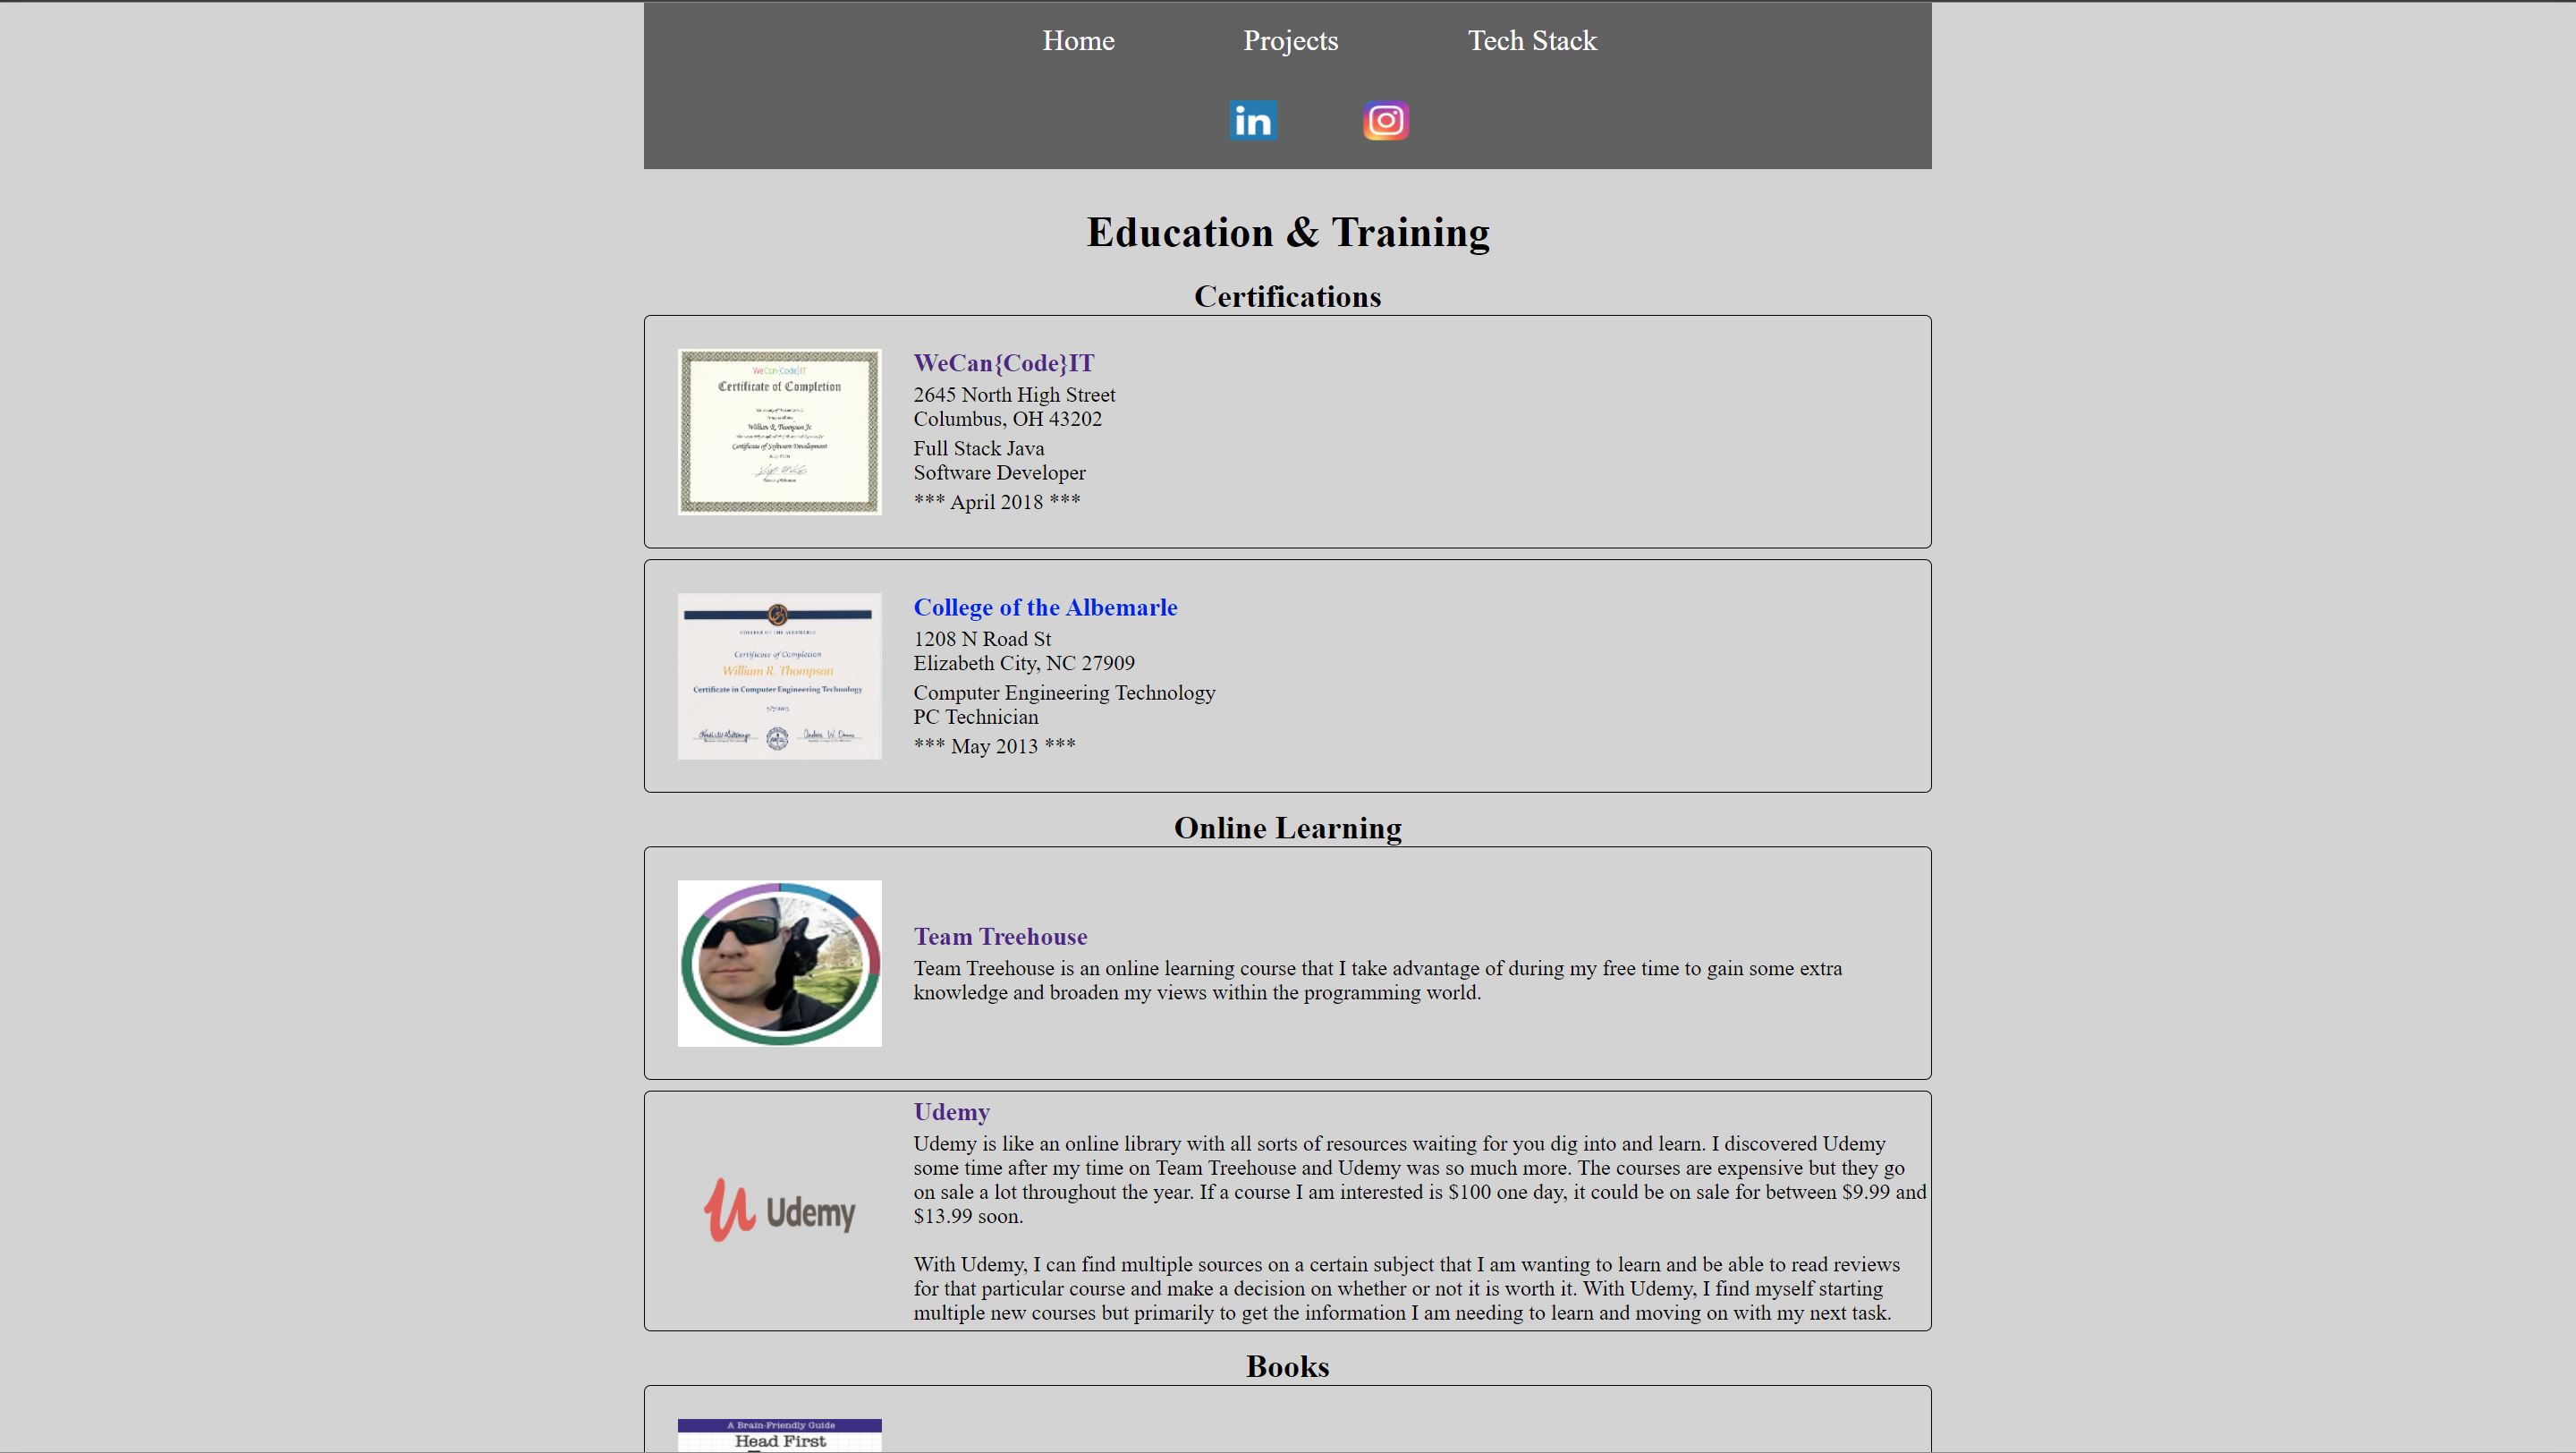 Home Projects Tech Stack
in
Education & Training
Certifications
WeCan{Code}IT
Certificate of Completion
William R. Thompson Jr.
Certificate of Software Development
WeCan{Code}IT
2645 North High Street
Columbus, OH 43202
Full Stack Java
Software Developer
*** April 2018 ***
COLLEGE OF THE ALBEMARLE
Certificate of Completion
William R. Thompson
Certificate in Computer Engineering Technology
College of the Albemarle
1208 N Road St
Elizabeth City, NC 27909
Computer Engineering Technology
PC Technician
*** May 2013 ***
Online Learning
Team Treehouse
Team Treehouse is an online learning course that I take advantage of during my free time to gain some extra
knowledge and broaden my views within the programming world.
Udemy
Udemy
Udemy is like an online library with all sorts of resources waiting for you dig into and learn. I discovered Udemy
some time after my time on Team Treehouse and Udemy was so much more. The courses are expensive but they go
on sale a lot throughout the year. If a course I am interested is $100 one day, it could be on sale for between $9.99 and
$13.99 soon.
With Udemy, I can find multiple sources on a certain subject that I am wanting to learn and be able to read reviews
for that particular course and make a decision on whether or not it is worth it. With Udemy, I find myself starting
multiple new courses but primarily to get the information I am needing to learn and moving on with my next task.
Books
A Brain-Friendly Guide
Head First